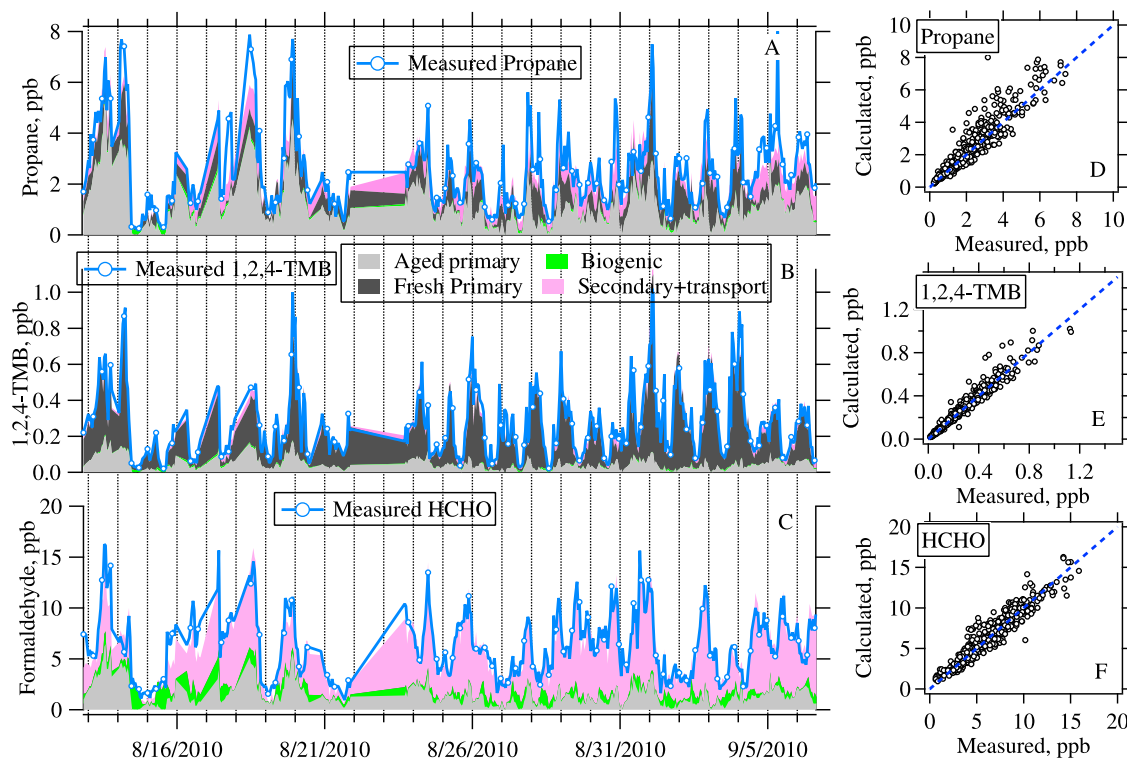 Propane, ppb
8
6
4
2
0
Measured Propane
A
1,2,4-TMB, ppb
1.0
0.8
0.6
0.4
0.2
0.0
Measured 1,2,4-TMB
Aged primary
Biogenic
Fresh Primary
Secondary+transport
B
Formaldehyde, ppb
20
15
10
5
0
Measured HCHO
C
8/16/2010
8/21/2010
8/26/2010
8/31/2010
9/5/2010
Calculated, ppb
10
8
6
4
2
0
Propane
D
0 2 4 6 8 10
Measured, ppb
Calculated, ppb
1.2
0.8
0.4
0.0
1,2,4-TMB
E
0.0 0.4 0.8 1.2
Measured, ppb
Calculated, ppb
20
15
10
5
0
HCHO
F
0 5 10 15 20
Measured, ppb